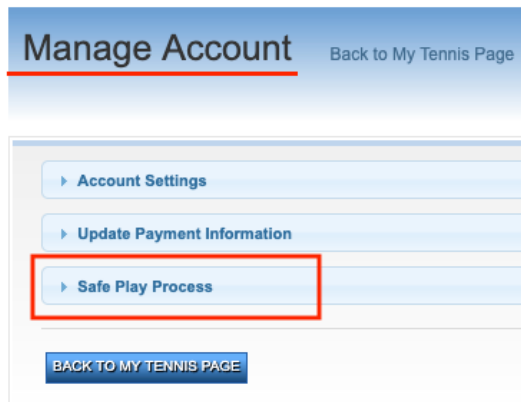 Manage Account Back to My Tennis Page
Account Settings
Update Payment Information
Safe Play Process
BACK TO MY TENNIS PAGE